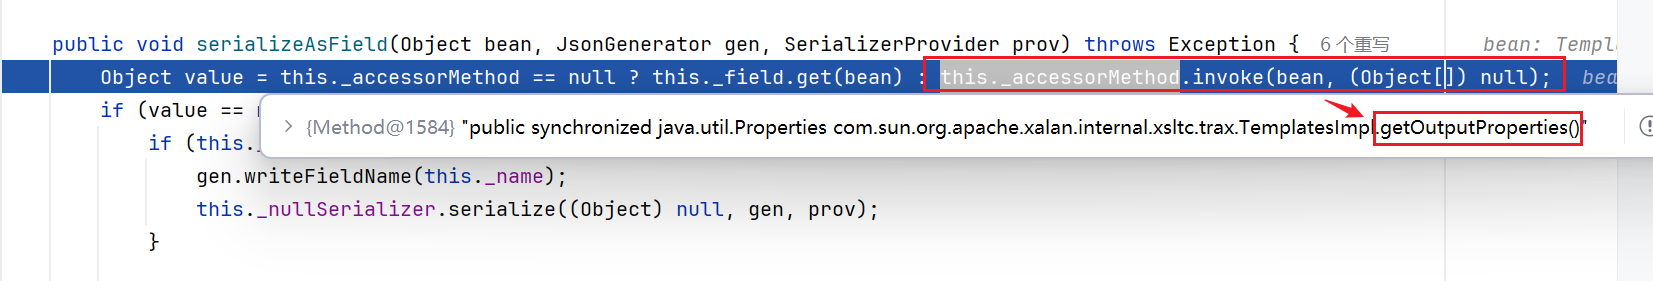 public void serializeAsField(Object bean, JsonGenerator gen, SerializerProvider prov) throws Exception { 6个重写 bean: Templ
Object value = this._accessorMethod == null ? this._field.get(bean) : this._accessorMethod.invoke(bean, (Object[]) null); bea
if (value == n
{Method@1584} "public synchronized java.util.Properties com.sun.org.apache.xalan.internal.xsltc.trax.TemplatesImpl.getOutputProperties()"
if (this._
gen.writeFieldName(this._name);
this._nullSerializer.serialize((Object) null, gen, prov);
}